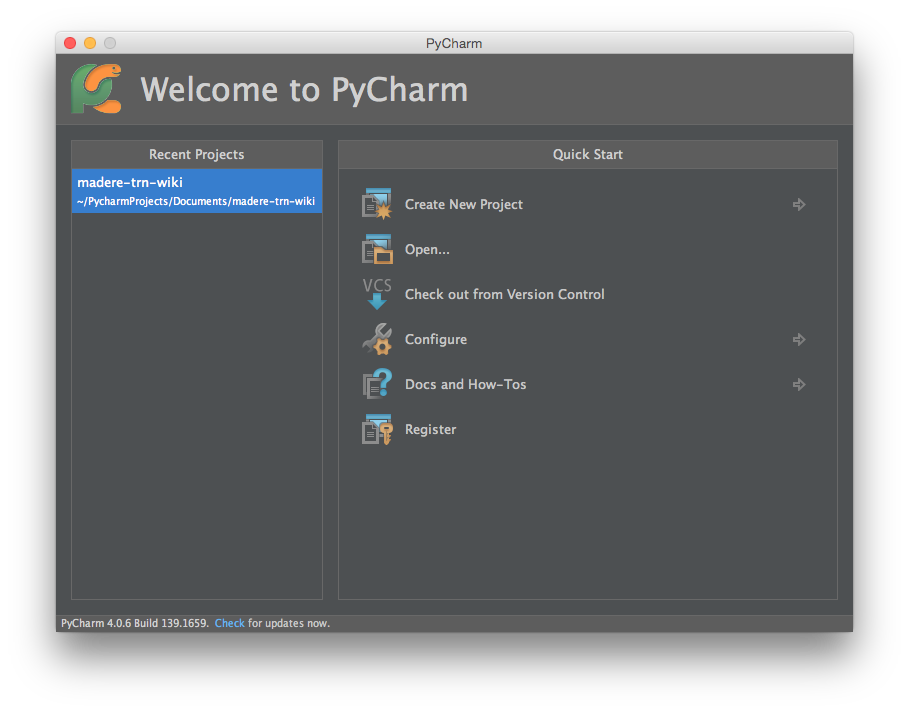 PyCharm
Welcome to PyCharm
Recent Projects
madere-trn-wiki
~/PycharmProjects/Documents/madere-trn-wiki
Quick Start
Create New Project
Open...
VCS
Check out from Version Control
Configure
Docs and How-Tos
Register
PyCharm 4.0.6 Build 139.1659. Check for updates now.